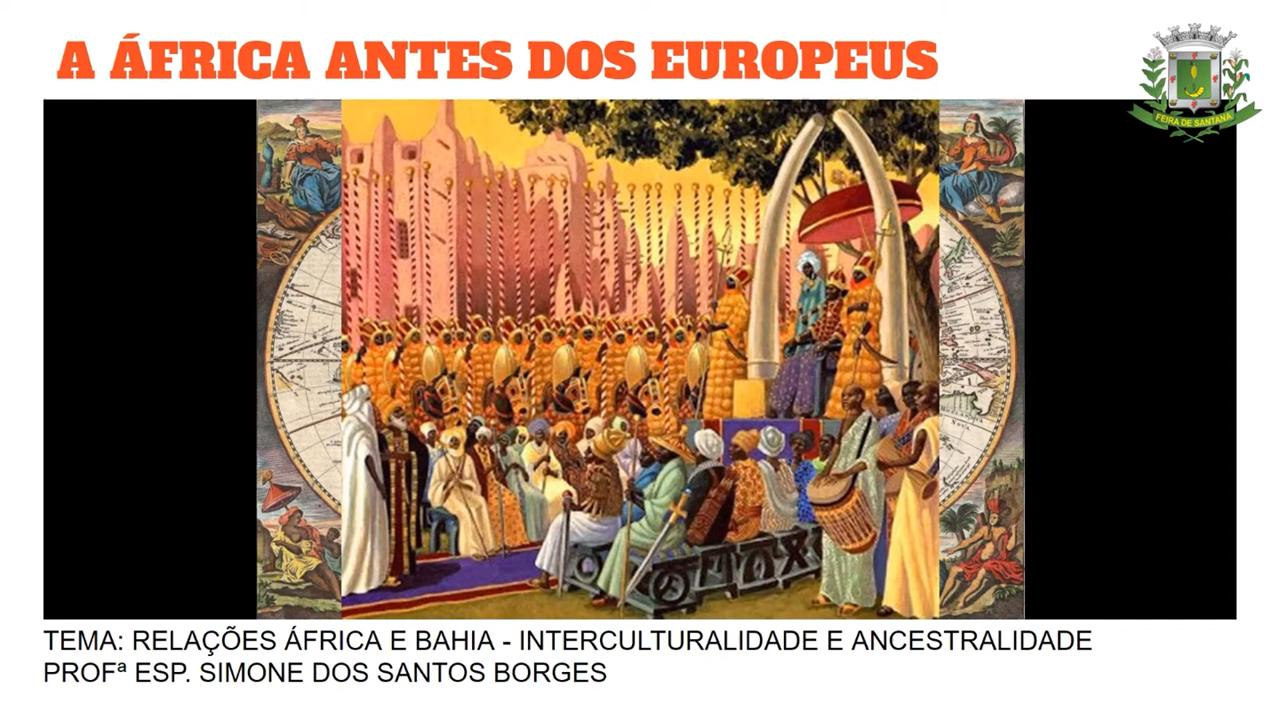 A ÁFRICA ANTES DOS EUROPEUS
FEIRA DE SANTANA
TEMA: RELAÇÕES ÁFRICA E BAHIA - INTERCULTURALIDADE E ANCESTRALIDADE
PROFª ESP. SIMONE DOS SANTOS BORGES